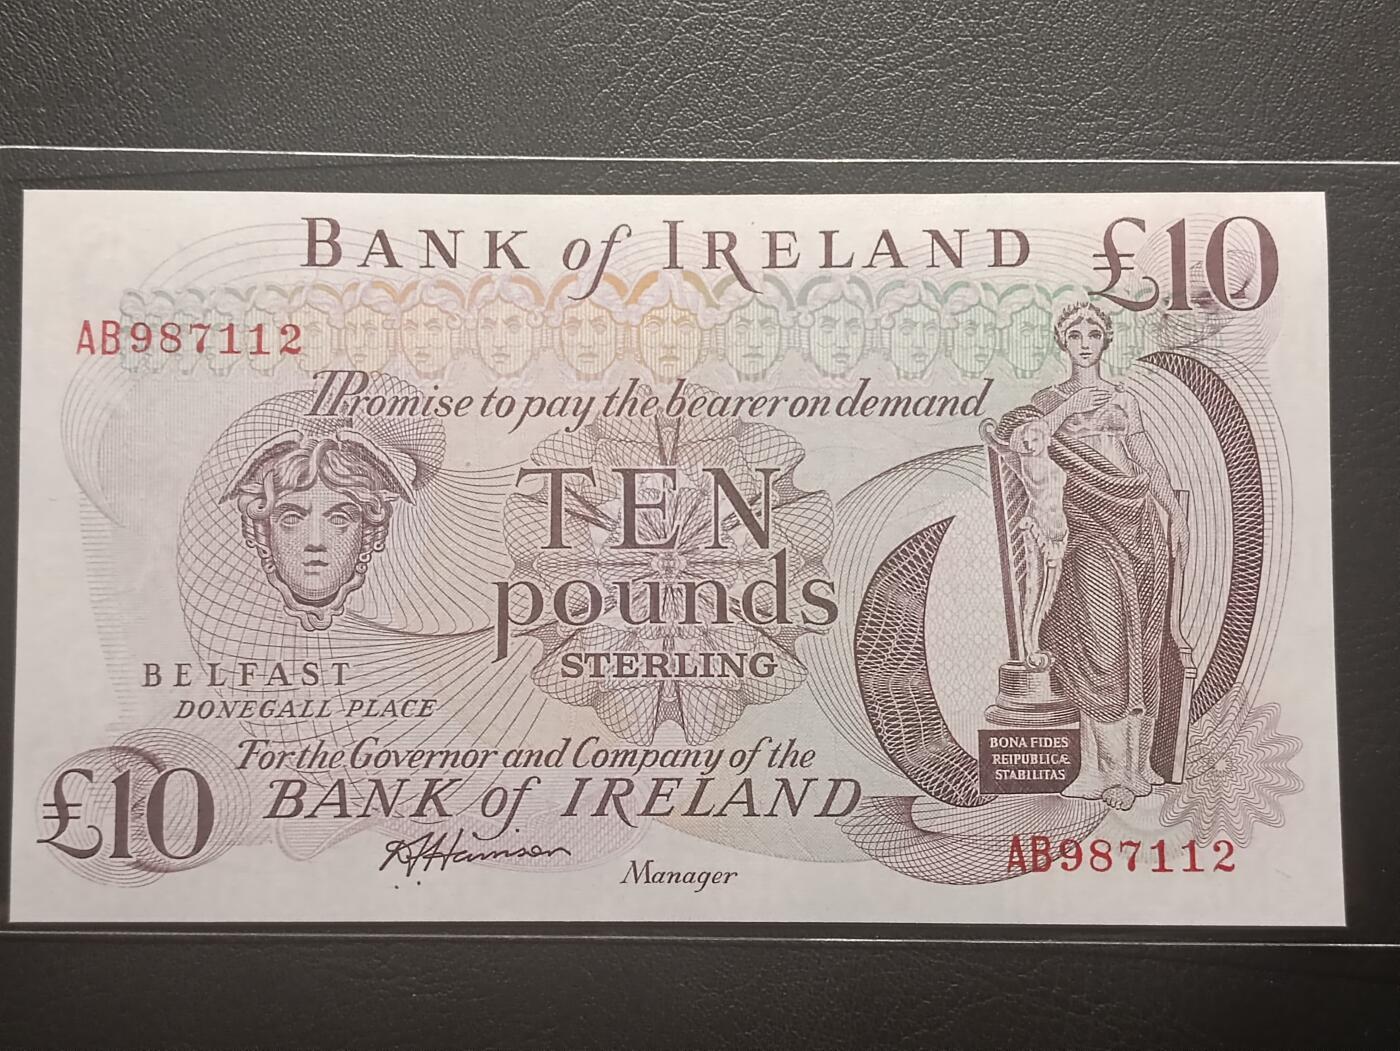 BANK of IRELAND £10
AB987112
I Promise to pay the bearer on demand
TEN
pounds
STERLING
BELFAST
DONEGALL PLACE
For the Governor and Company of the
BANK of IRELAND
£10
Manager
BONA FIDES
REIPUBLICÆ
STABILITAS
AB987112